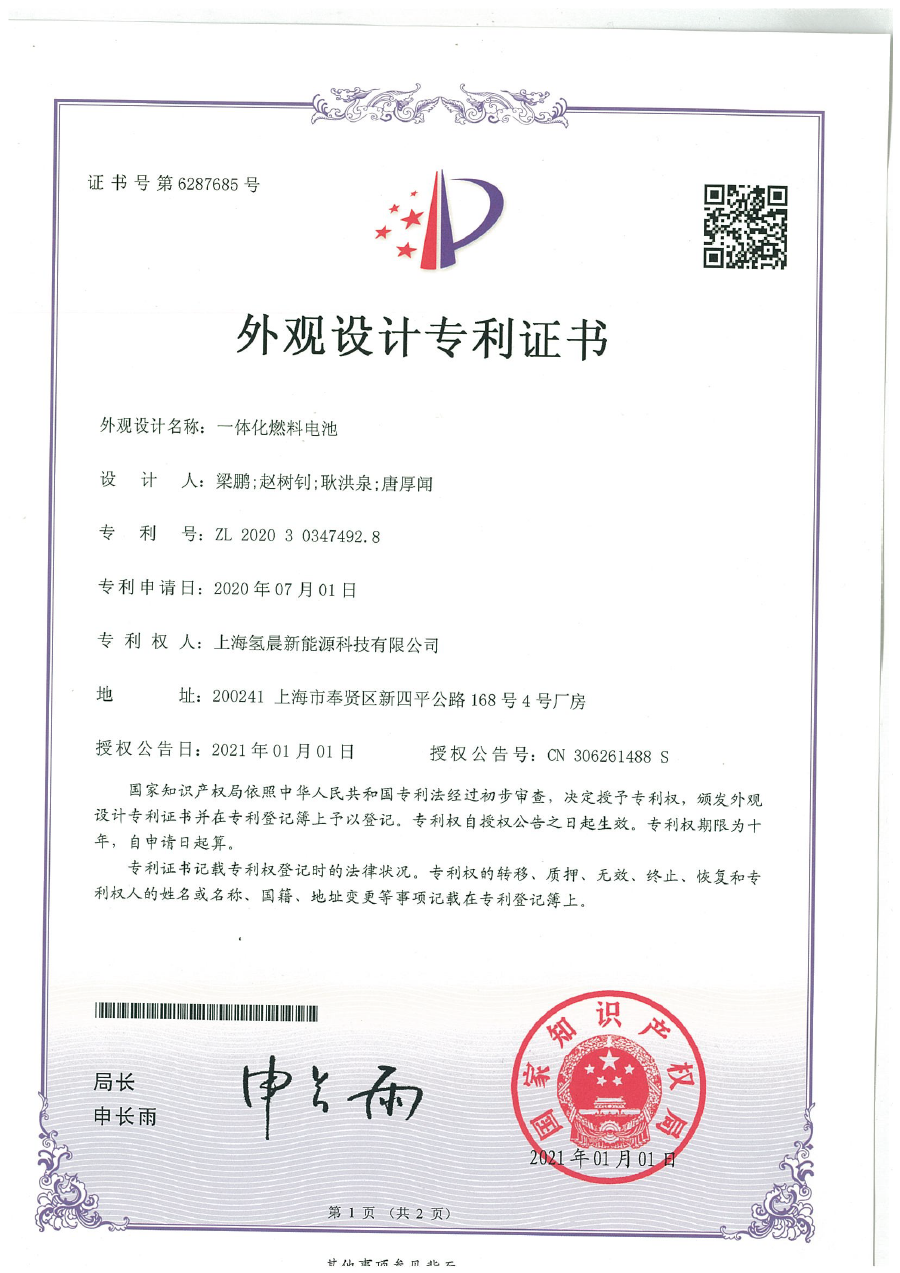 证书号第6287685号
外观设计专利证书
外观设计名称：一体化燃料电池
设计人：梁鹏;赵树钊;耿洪泉;唐厚闻
专利号：ZL 2020 3 0347492.8
专利申请日：2020年07月01日
专利权人：上海氢晨新能源科技有限公司
地址：200241 上海市奉贤区新四平公路168号4号厂房
授权公告日：2021年01月01日 授权公告号：CN 306261488 S
国家知识产权局依照中华人民共和国专利法经过初步审查，决定授予专利权，颁发外观
设计专利证书并在专利登记簿上予以登记。专利权自授权公告之日起生效。专利权期限为十
年，自申请日起算。
专利证书记载专利权登记时的法律状况。专利权的转移、质押、无效、终止、恢复和专
利权人的姓名或名称、国籍、地址变更等事项记载在专利登记簿上。
局长
申长雨
申长雨
国家知识产权局
2021年01月01日
第1页（共2页）
其他事项参见背面